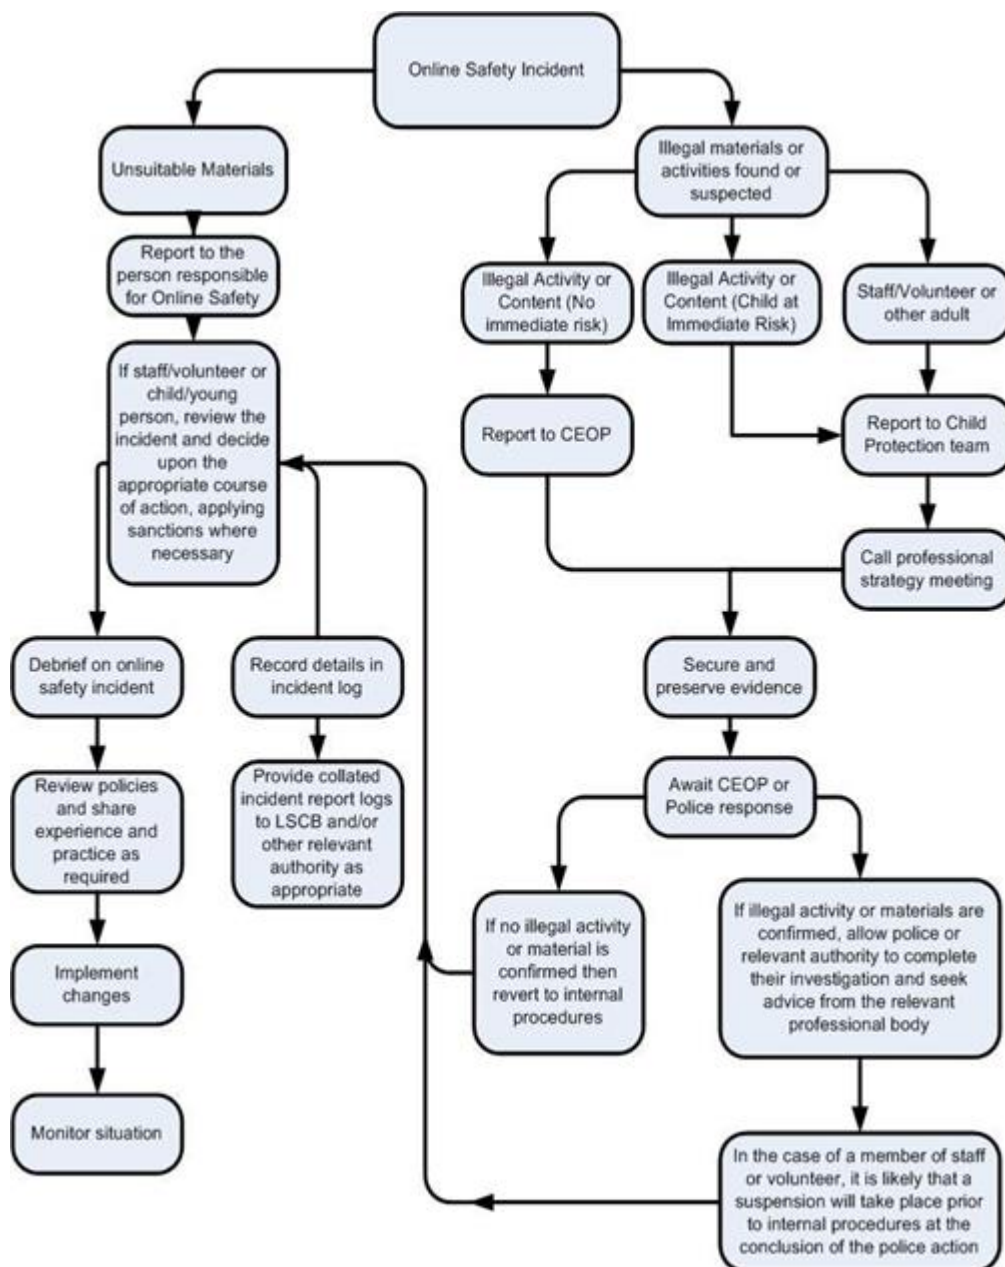 Online Safety Incident
Unsuitable Materials
Illegal materials or
activities found or
suspected
Report to the
person responsible
for Online Safety
Illegal Activity or
Content (No
immediate risk)
Illegal Activity or
Content (Child at
Immediate Risk)
Staff/Volunteer or
other adult
If staff/volunteer or
child/young
person, review the
incident and decide
upon the
appropriate course
of action, applying
sanctions where
necessary
Report to CEOP
Report to Child
Protection team
Call professional
strategy meeting
Debrief on online
safety incident
Record details in
incident log
Secure and
preserve evidence
Review policies
and share
experience and
practice as
required
Provide collated
incident report logs
to LSCB and/or
other relevant
authority as
appropriate
Await CEOP or
Police response
If no illegal activity
or material is
confirmed then
revert to internal
procedures
If illegal activity or materials are
confirmed, allow police or
relevant authority to complete
their investigation and seek
advice from the relevant
professional body
Implement
changes
Monitor situation
In the case of a member of staff
or volunteer, it is likely that a
suspension will take place prior
to internal procedures at the
conclusion of the police action